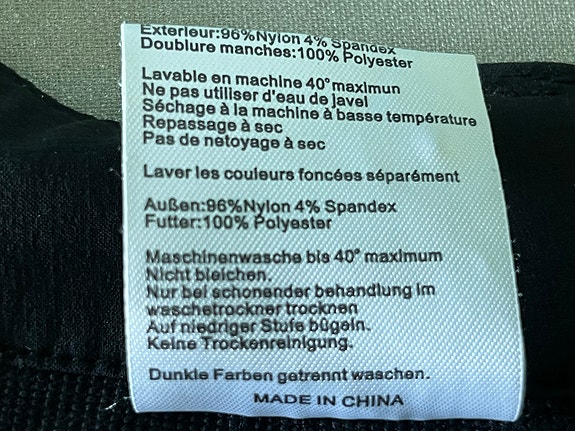 Exterieur:96%Nylon 4% Spandex
Doublure manches:100% Polyester
Lavable en machine 40° maximun
Ne pas utiliser d'eau de javel
Séchage à la machine à basse température
Repassage à sec
Pas de netoyage à sec
Laver les couleurs foncées séparément
Außen:96%Nylon 4% Spandex
Futter:100% Polyester
Maschinenwasche bis 40° maximum
Nicht bleichen.
Nur bei schonender behandlung im
waschetrockner trocknen
Auf niedriger Stufe bûgeln.
Keine Trockenreinigung.
Dunkle Farben getrennt waschen.
MADE IN CHINA